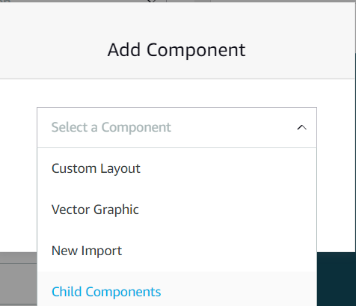 Add Component
Select a Component
Custom Layout
Vector Graphic
New Import
Child Components